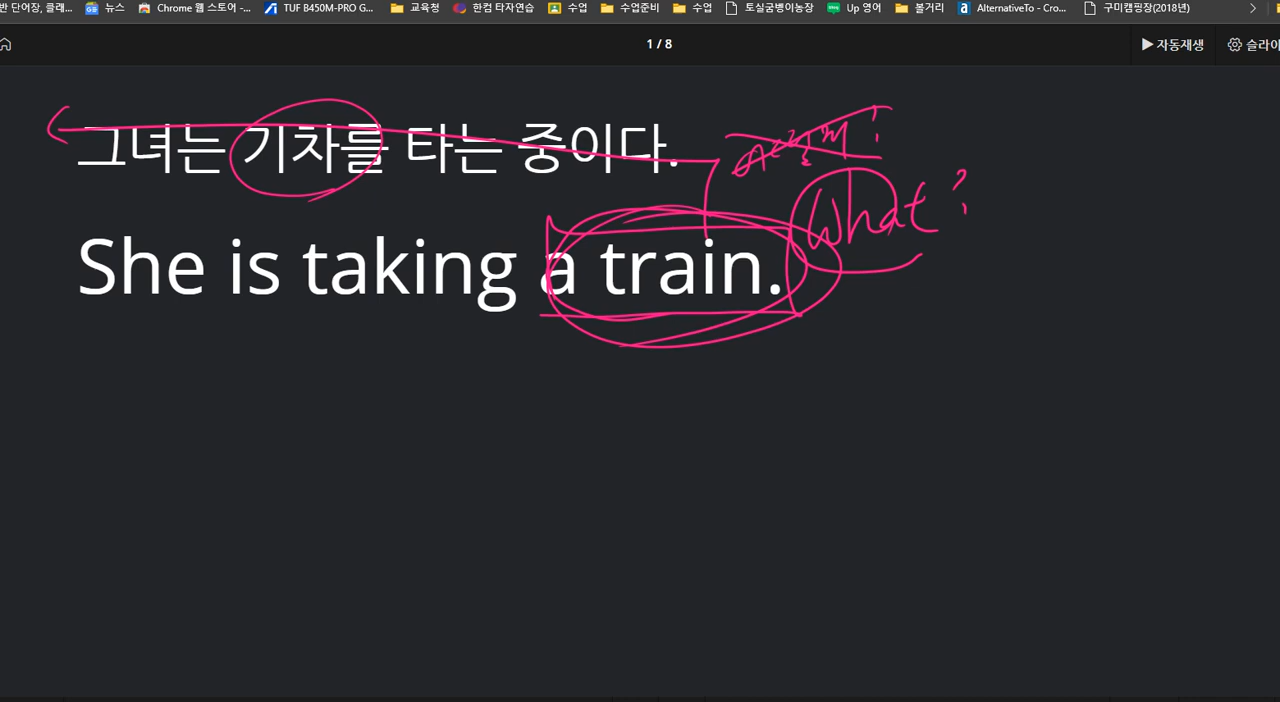 반 단어장, 클래... 뉴스 Chrome 웹 스토어 -... TUF B450M-PRO G... 교육청 한컴 타자연습 수업 수업준비 수업 토실굼벵이농장 Up 영어 볼거리 AlternativeTo - Cro... 구미캠핑장(2018년)
1 / 8 자동재생 슬라이
그녀는 기차를 타는 중이다.
What?
She is taking a train.